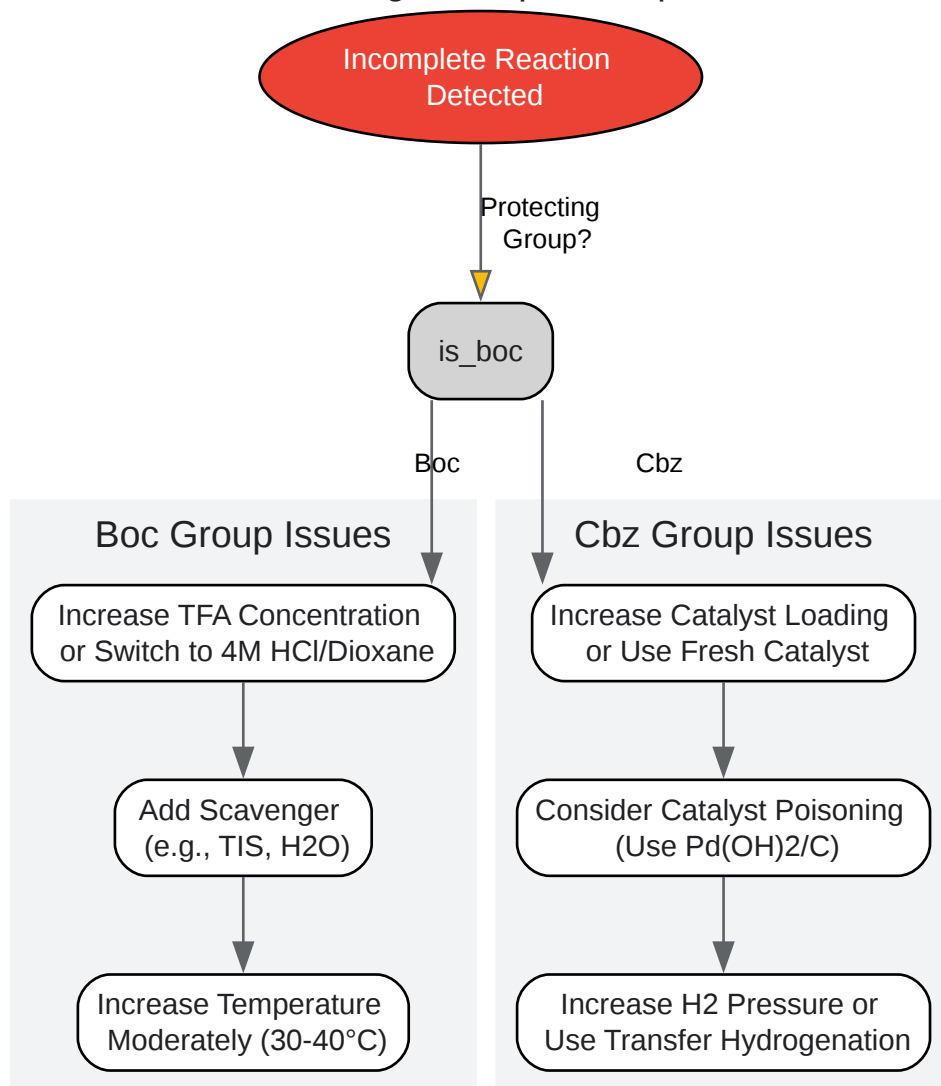 Incomplete Reaction
Detected
Protecting
Group?
is_boc
Boc
Cbz
Boc Group Issues
Cbz Group Issues
Increase TFA Concentration
or Switch to 4M HCl/Dioxane
Increase Catalyst Loading
or Use Fresh Catalyst
Add Scavenger
(e.g., TIS, H2O)
Consider Catalyst Poisoning
(Use Pd(OH)2/C)
Increase Temperature
Moderately (30-40°C)
Increase H2 Pressure or
Use Transfer Hydrogenation